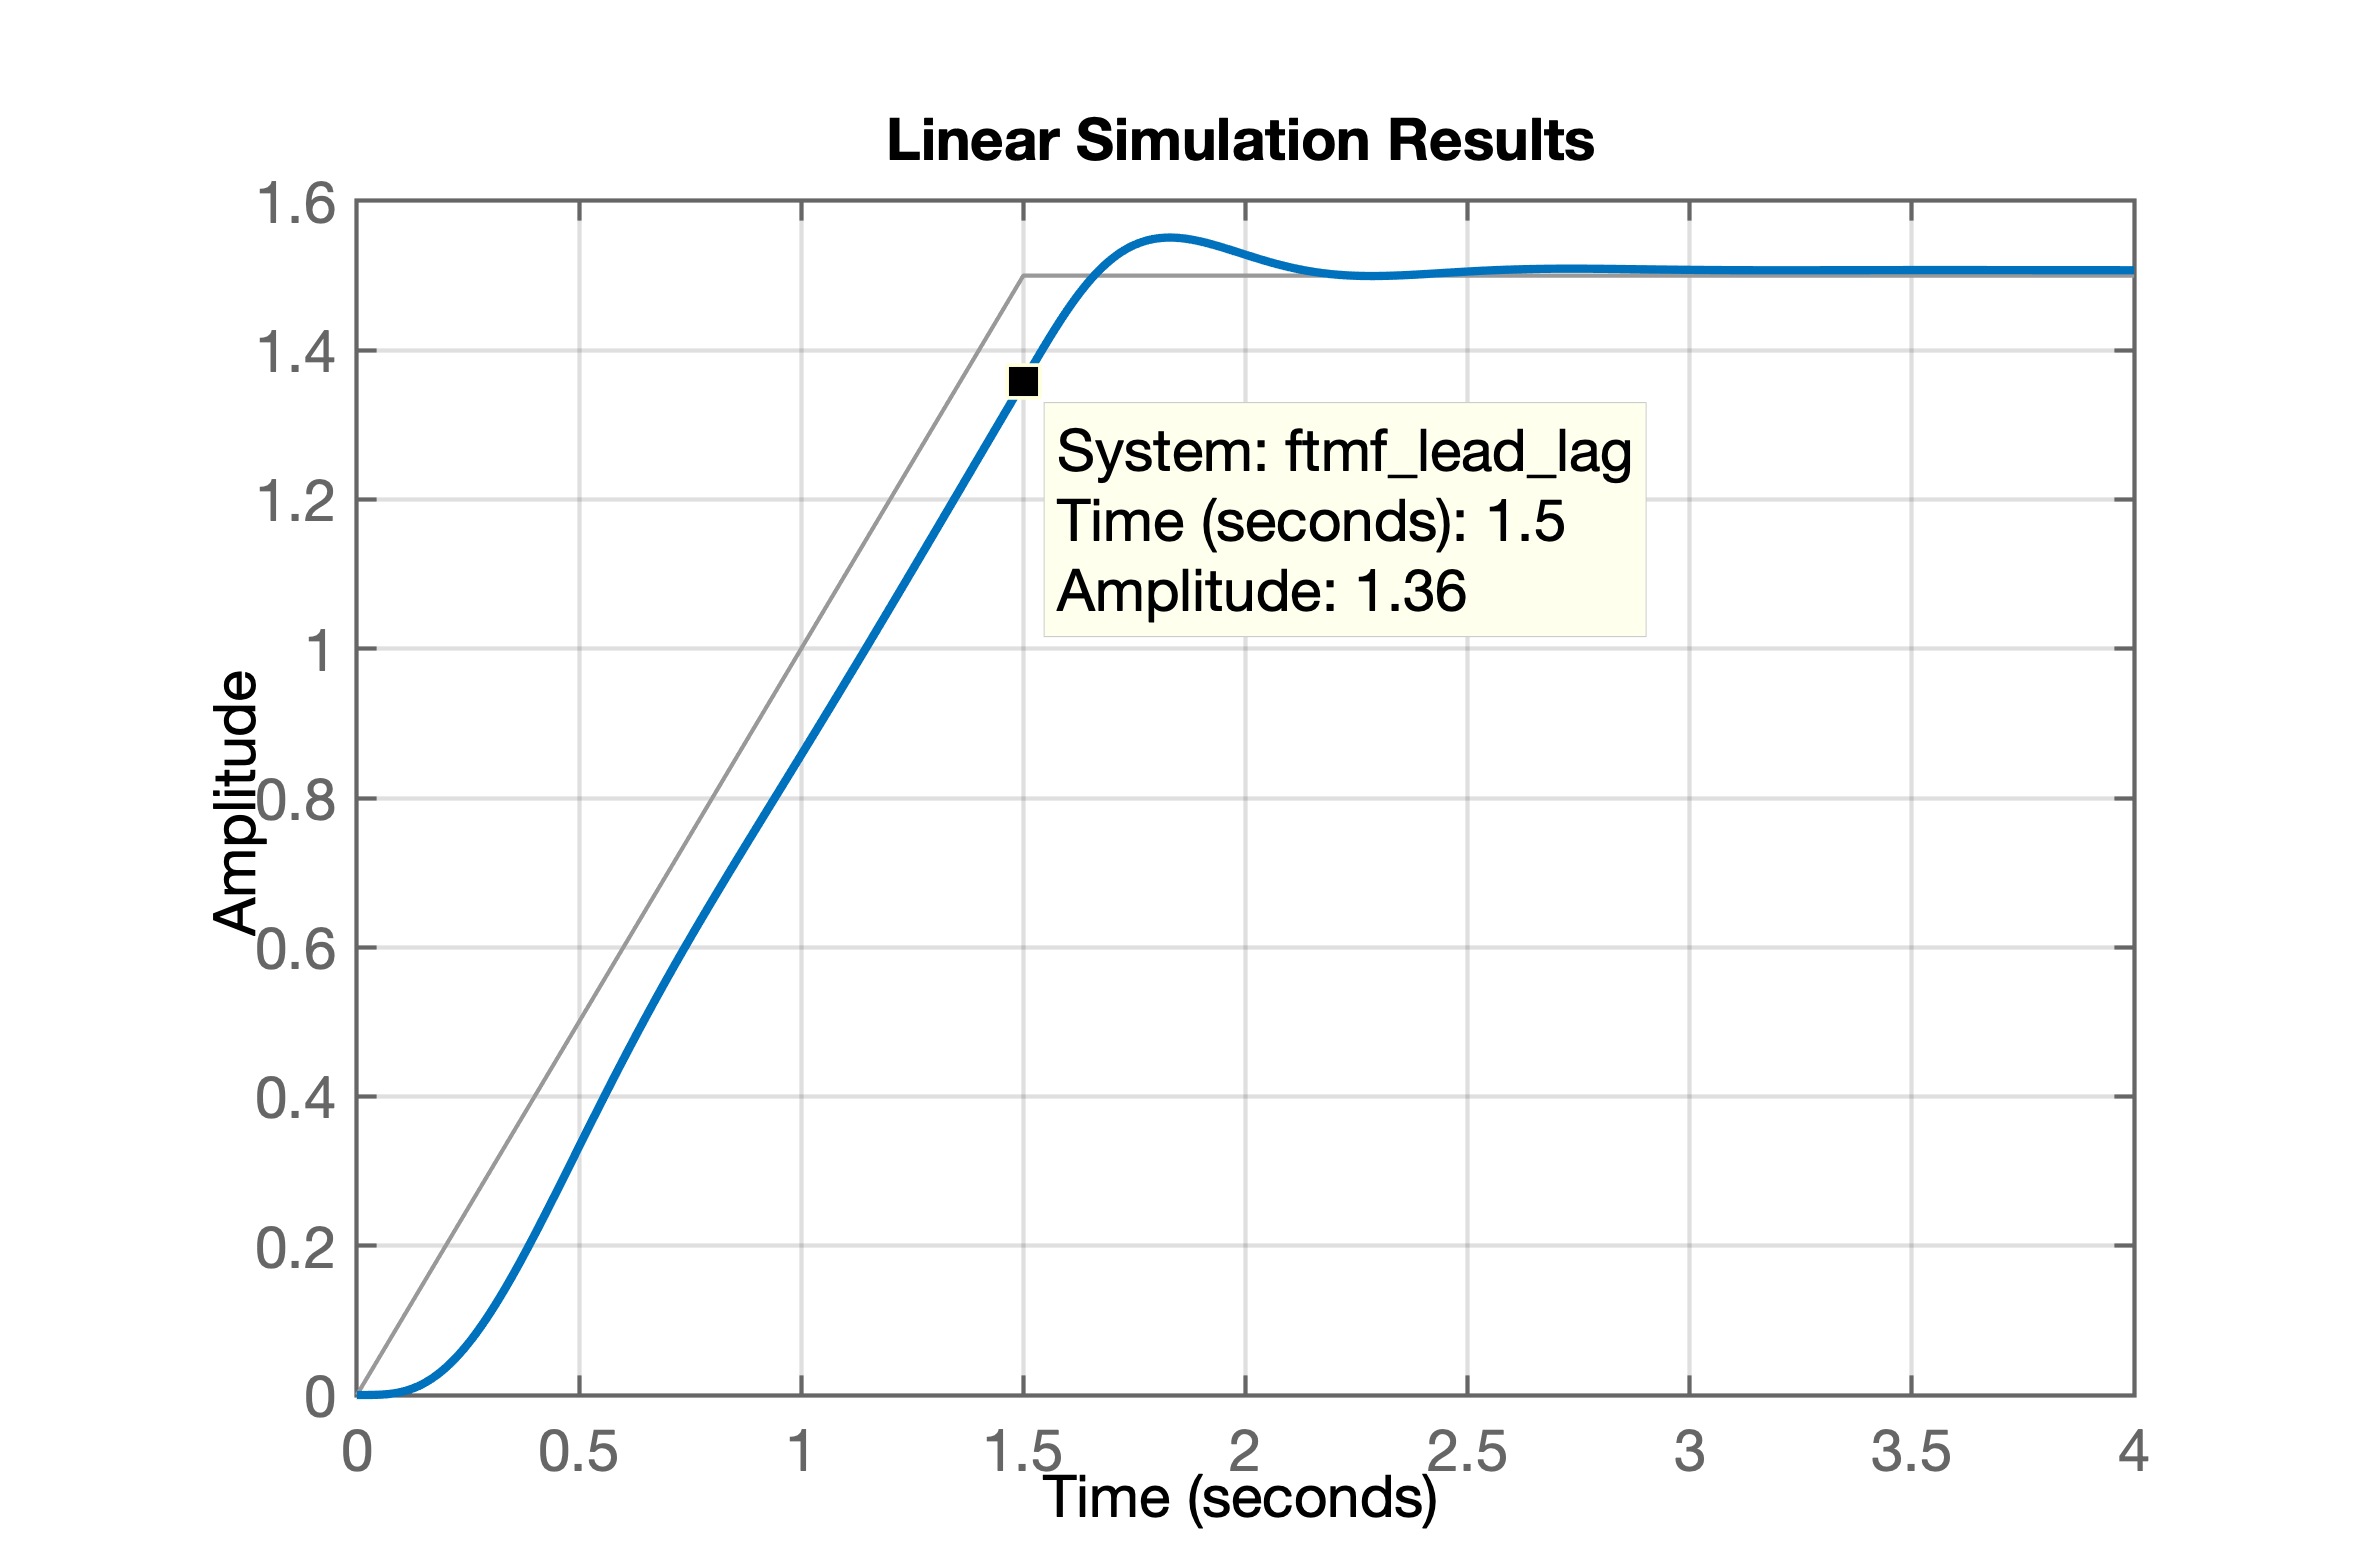 Linear Simulation Results
1.6
1.4
1.2
1
0.8
0.6
0.4
0.2
0
Amplitude
System: ftmf_lead_lag
Time (seconds): 1.5
Amplitude: 1.36
0 0.5 1 1.5 2 2.5 3 3.5 4
Time (seconds)